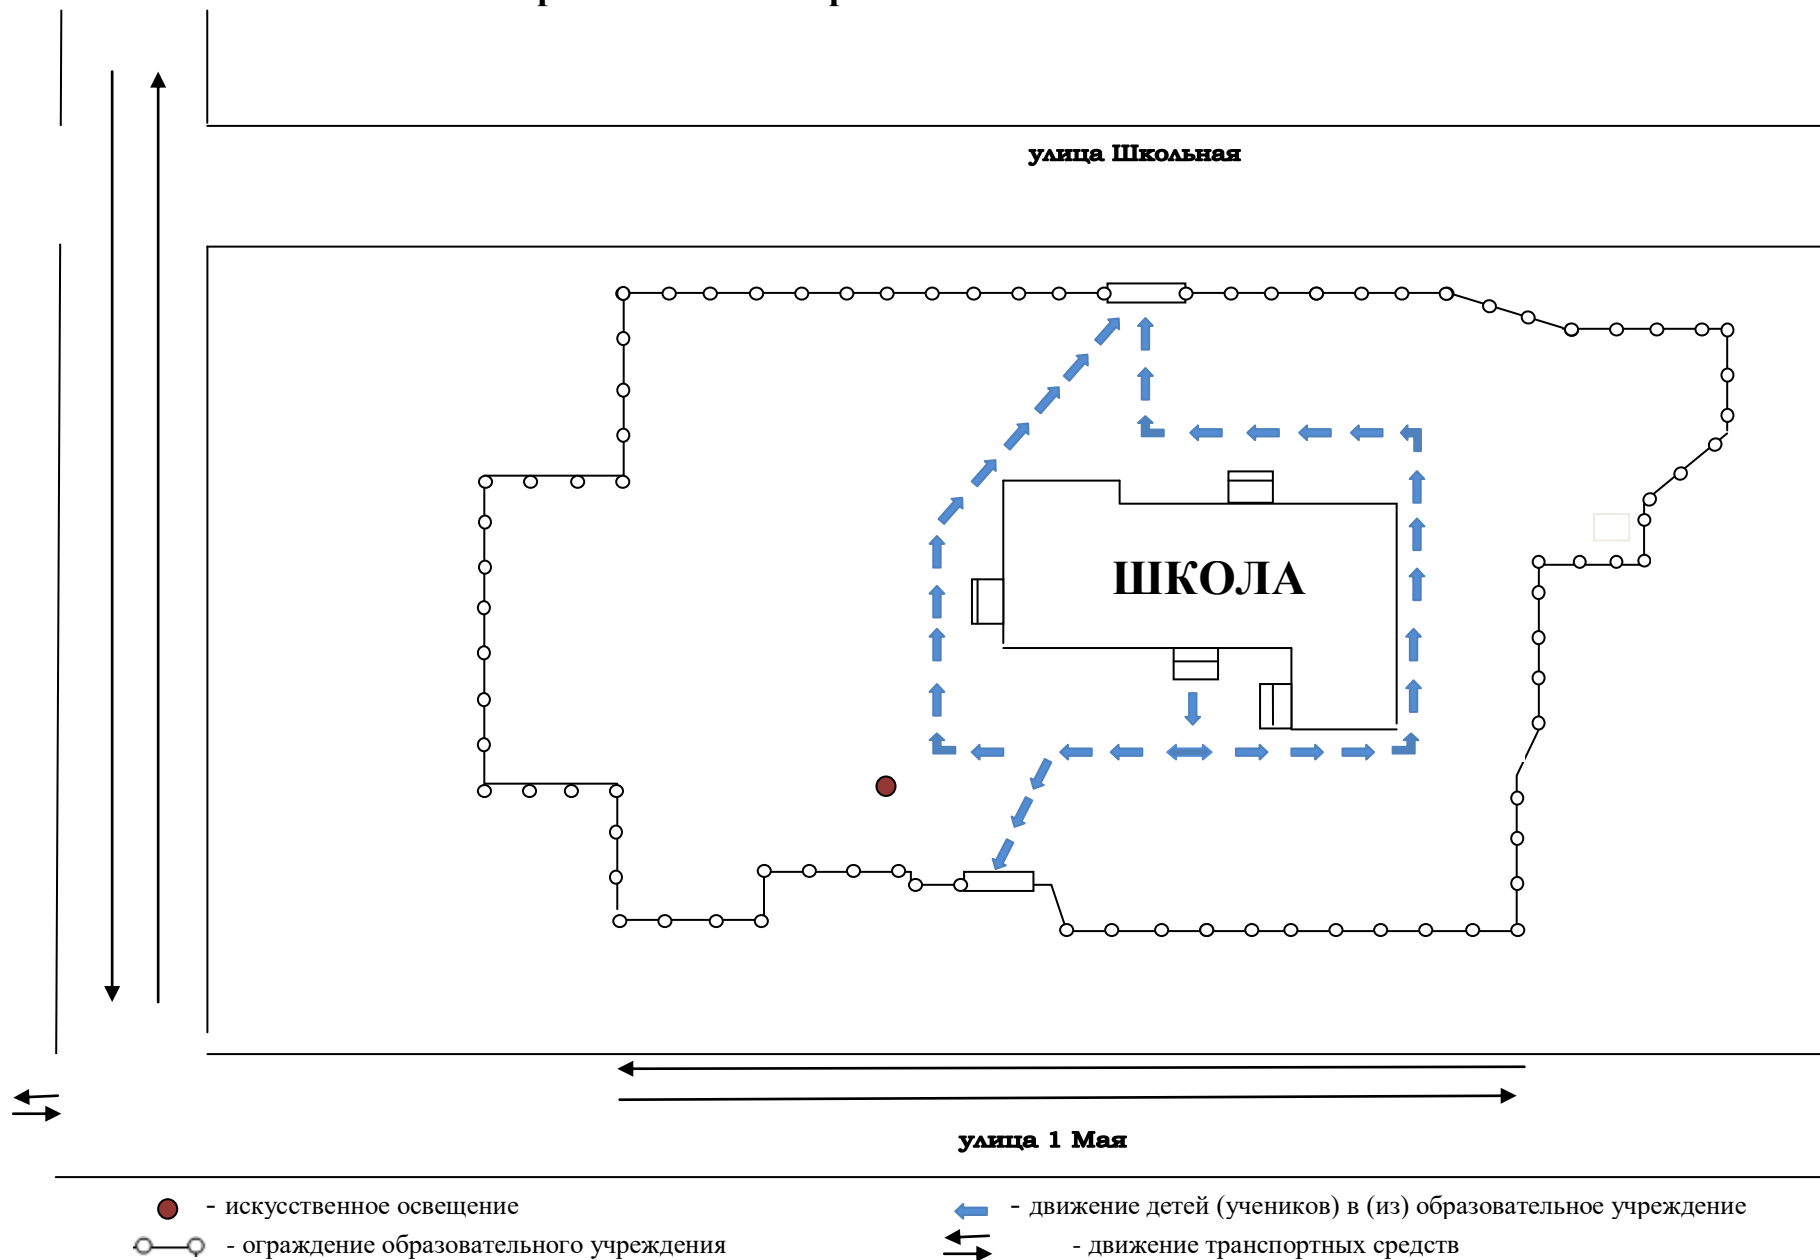 улица Школьная
ШКОЛА
улица 1 Мая
- искусственное освещение
- движение детей (учеников) в (из) образовательное учреждение
- ограждение образовательного учреждения
- движение транспортных средств